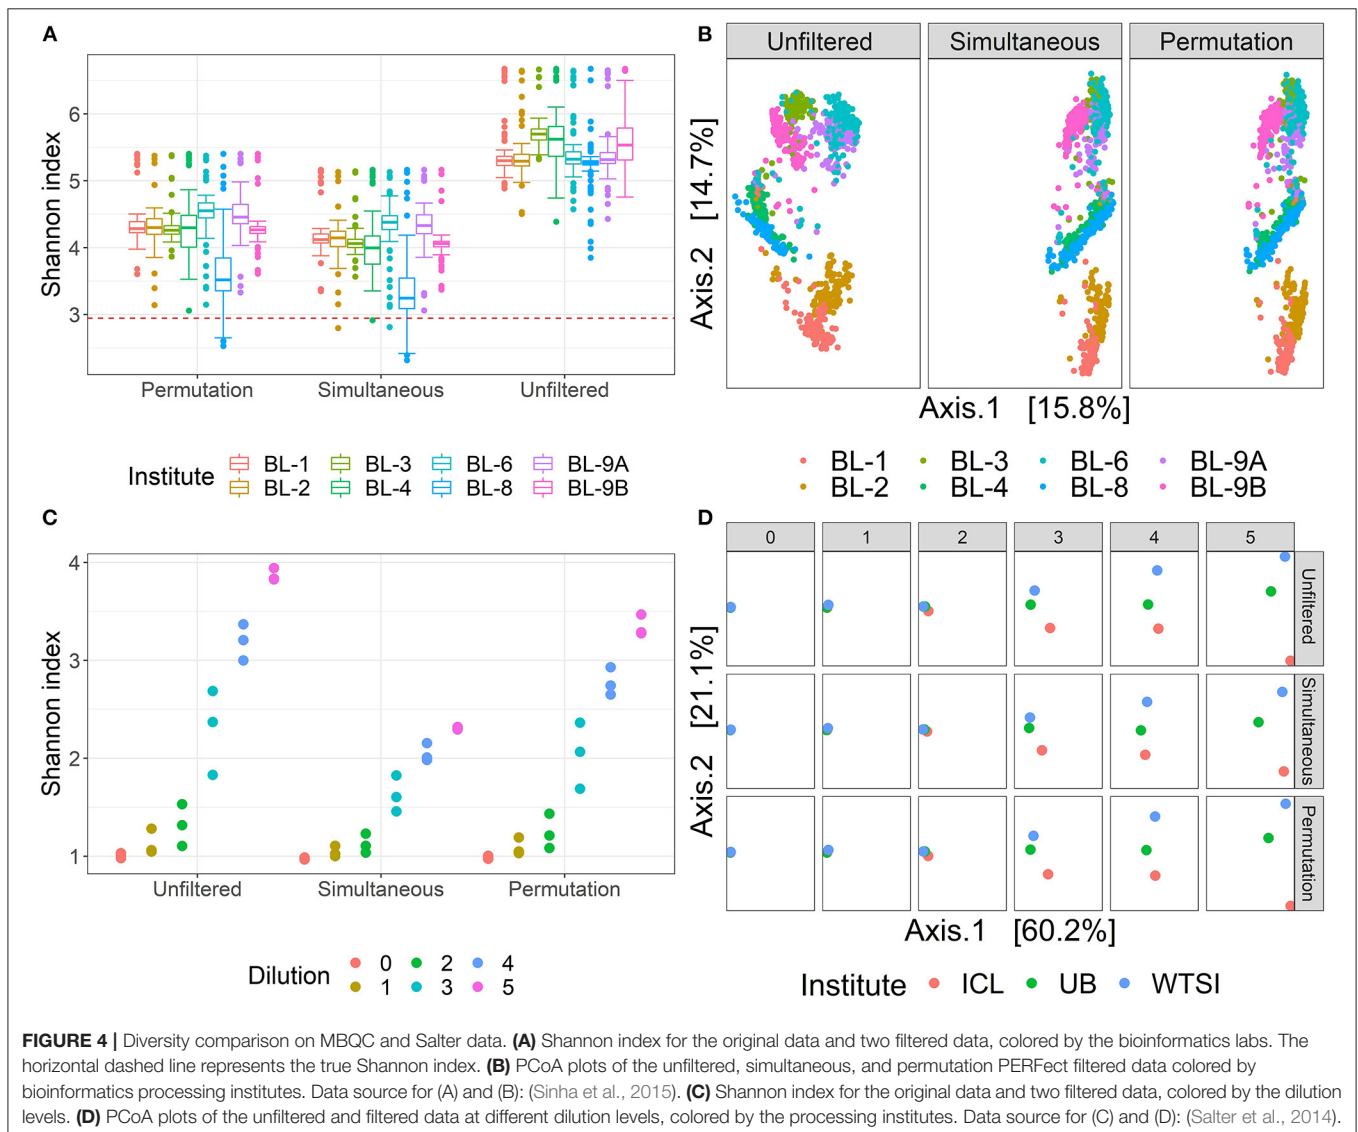 A
Shannon index
6
5
4
3
Permutation Simultaneous Unfiltered
Institute
BL-1 BL-3 BL-6 BL-9A
BL-2 BL-4 BL-8 BL-9B
B
Unfiltered Simultaneous Permutation
Axis.2 [14.7%]
Axis.1 [15.8%]
BL-1 BL-3 BL-6 BL-9A
BL-2 BL-4 BL-8 BL-9B
C
Shannon index
4
3
2
1
Unfiltered Simultaneous Permutation
Dilution
0 2 4
1 3 5
D
0 1 2 3 4 5
Unfiltered
Simultaneous
Permutation
Axis.2 [21.1%]
Axis.1 [60.2%]
Institute ICL UB WTSI
FIGURE 4 | Diversity comparison on MBQC and Salter data. (A) Shannon index for the original data and two filtered data, colored by the bioinformatics labs. The
horizontal dashed line represents the true Shannon index. (B) PCoA plots of the unfiltered, simultaneous, and permutation PERFect filtered data colored by
bioinformatics processing institutes. Data source for (A) and (B): (Sinha et al., 2015). (C) Shannon index for the original data and two filtered data, colored by the dilution
levels. (D) PCoA plots of the unfiltered and filtered data at different dilution levels, colored by the processing institutes. Data source for (C) and (D): (Salter et al., 2014).